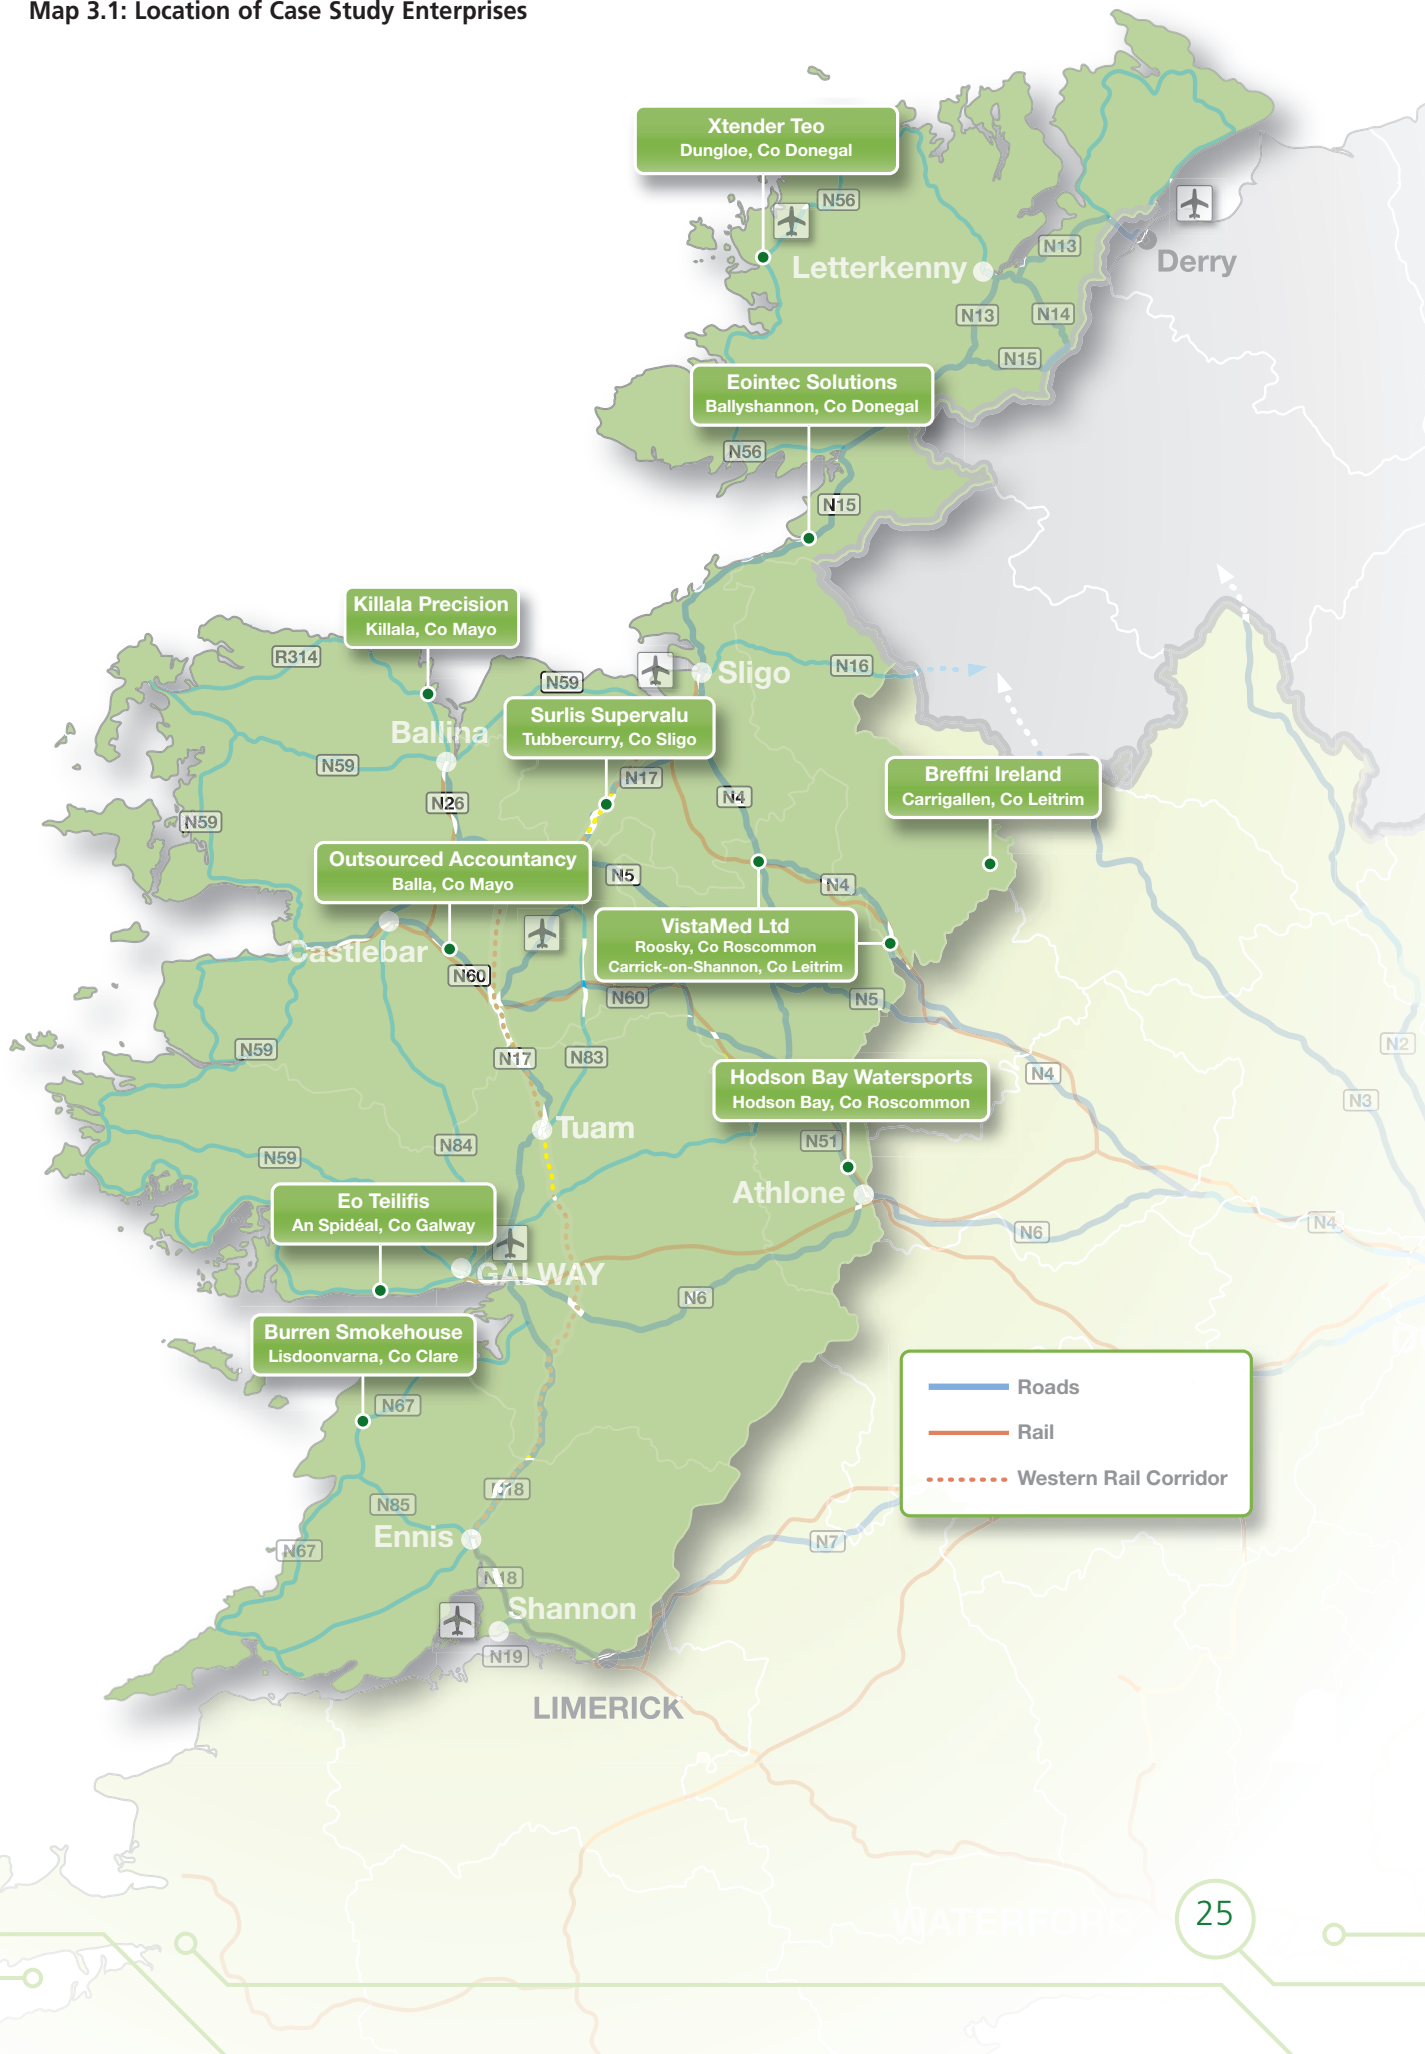 Map 3.1: Location of Case Study Enterprises
Xtender Teo
Dungloe, Co Donegal
N56
N13
Letterkenny
Derry
N13
N14
N15
Eointec Solutions
Ballyshannon, Co Donegal
N56
N15
Killala Precision
Killala, Co Mayo
R314
N59
Sligo
N16
Surlis Supervalu
Tubbercurry, Co Sligo
Ballina
N59
N17
N26
N4
Breffni Ireland
Carrigallen, Co Leitrim
N59
Outsourced Accountancy
Balla, Co Mayo
N5
N4
VistaMed Ltd
Roosky, Co Roscommon
Carrick-on-Shannon, Co Leitrim
Castlebar
N60
N60
N5
N59
N17
N83
N2
N4
N3
Hodson Bay Watersports
Hodson Bay, Co Roscommon
Tuam
N84
N51
N59
Athlone
Eo Teilifis
An Spidéal, Co Galway
N6
N4
GALWAY
N6
Burren Smokehouse
Lisdoonvarna, Co Clare
N67
Roads
Rail
Western Rail Corridor
N18
N85
Ennis
N7
N67
N18
Shannon
N19
LIMERICK
25